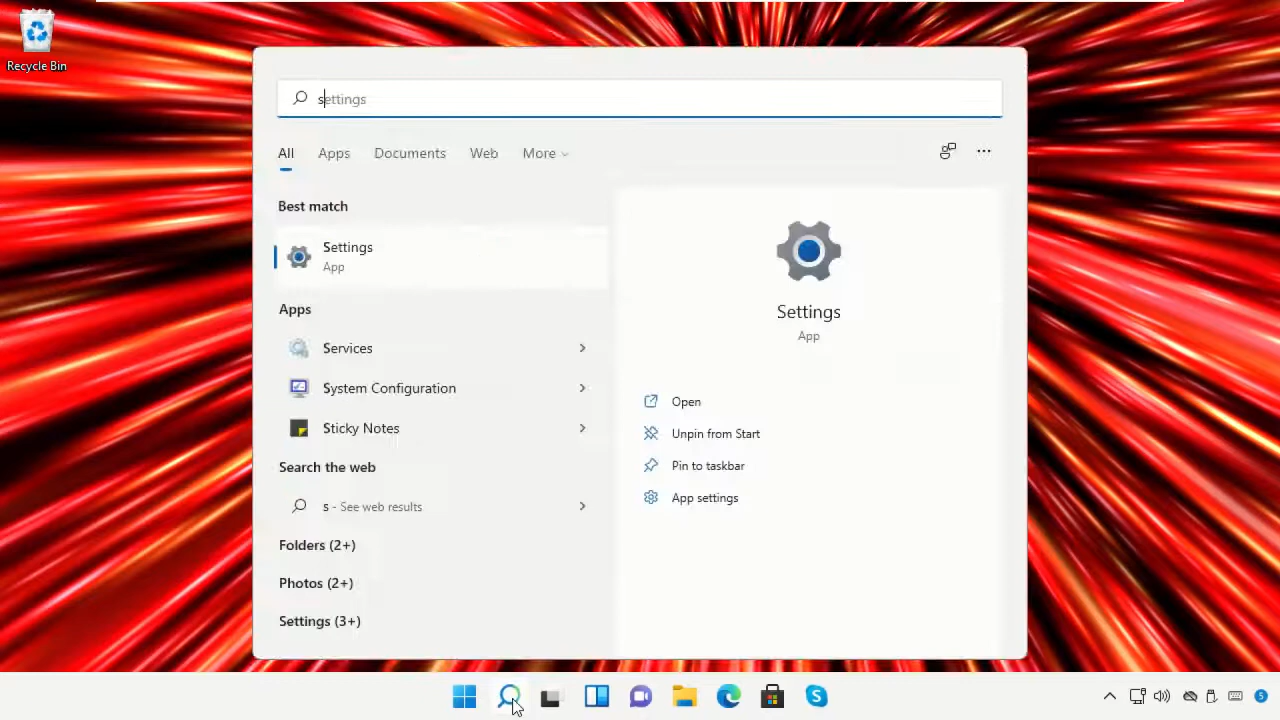 Recycle Bin
settings
All Apps Documents Web More
Best match
Settings
App
Apps
Services
System Configuration
Sticky Notes
Search the web
s - See web results
Folders (2+)
Photos (2+)
Settings (3+)
Settings
App
Open
Unpin from Start
Pin to taskbar
App settings
5